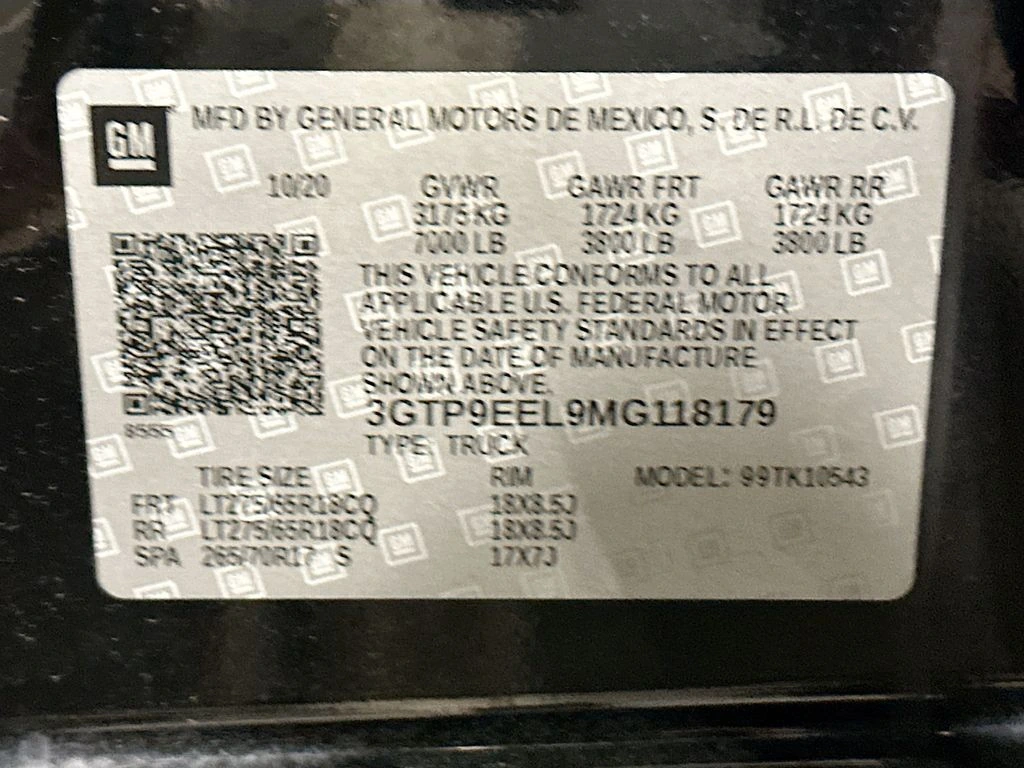 GM MFD BY GENERAL MOTORS DE MEXICO, S. DE R.L. DE C.V.
10/20 GVWR GAWR FRT GAWR RR
3175 KG 1724 KG 1724 KG
7000 LB 3800 LB 3800 LB
THIS VEHICLE CONFORMS TO ALL
APPLICABLE U.S. FEDERAL MOTOR
VEHICLE SAFETY STANDARDS IN EFFECT
ON THE DATE OF MANUFACTURE
SHOWN ABOVE.
3GTP9EEL9MG118179
TYPE: TRUCK
TIRE SIZE RIM MODEL: 99TK10543
FRT LT275/65R18CQ 18X8.5J
RR LT275/65R18CQ 18X8.5J
SPA 265/70R17 S 17X7J